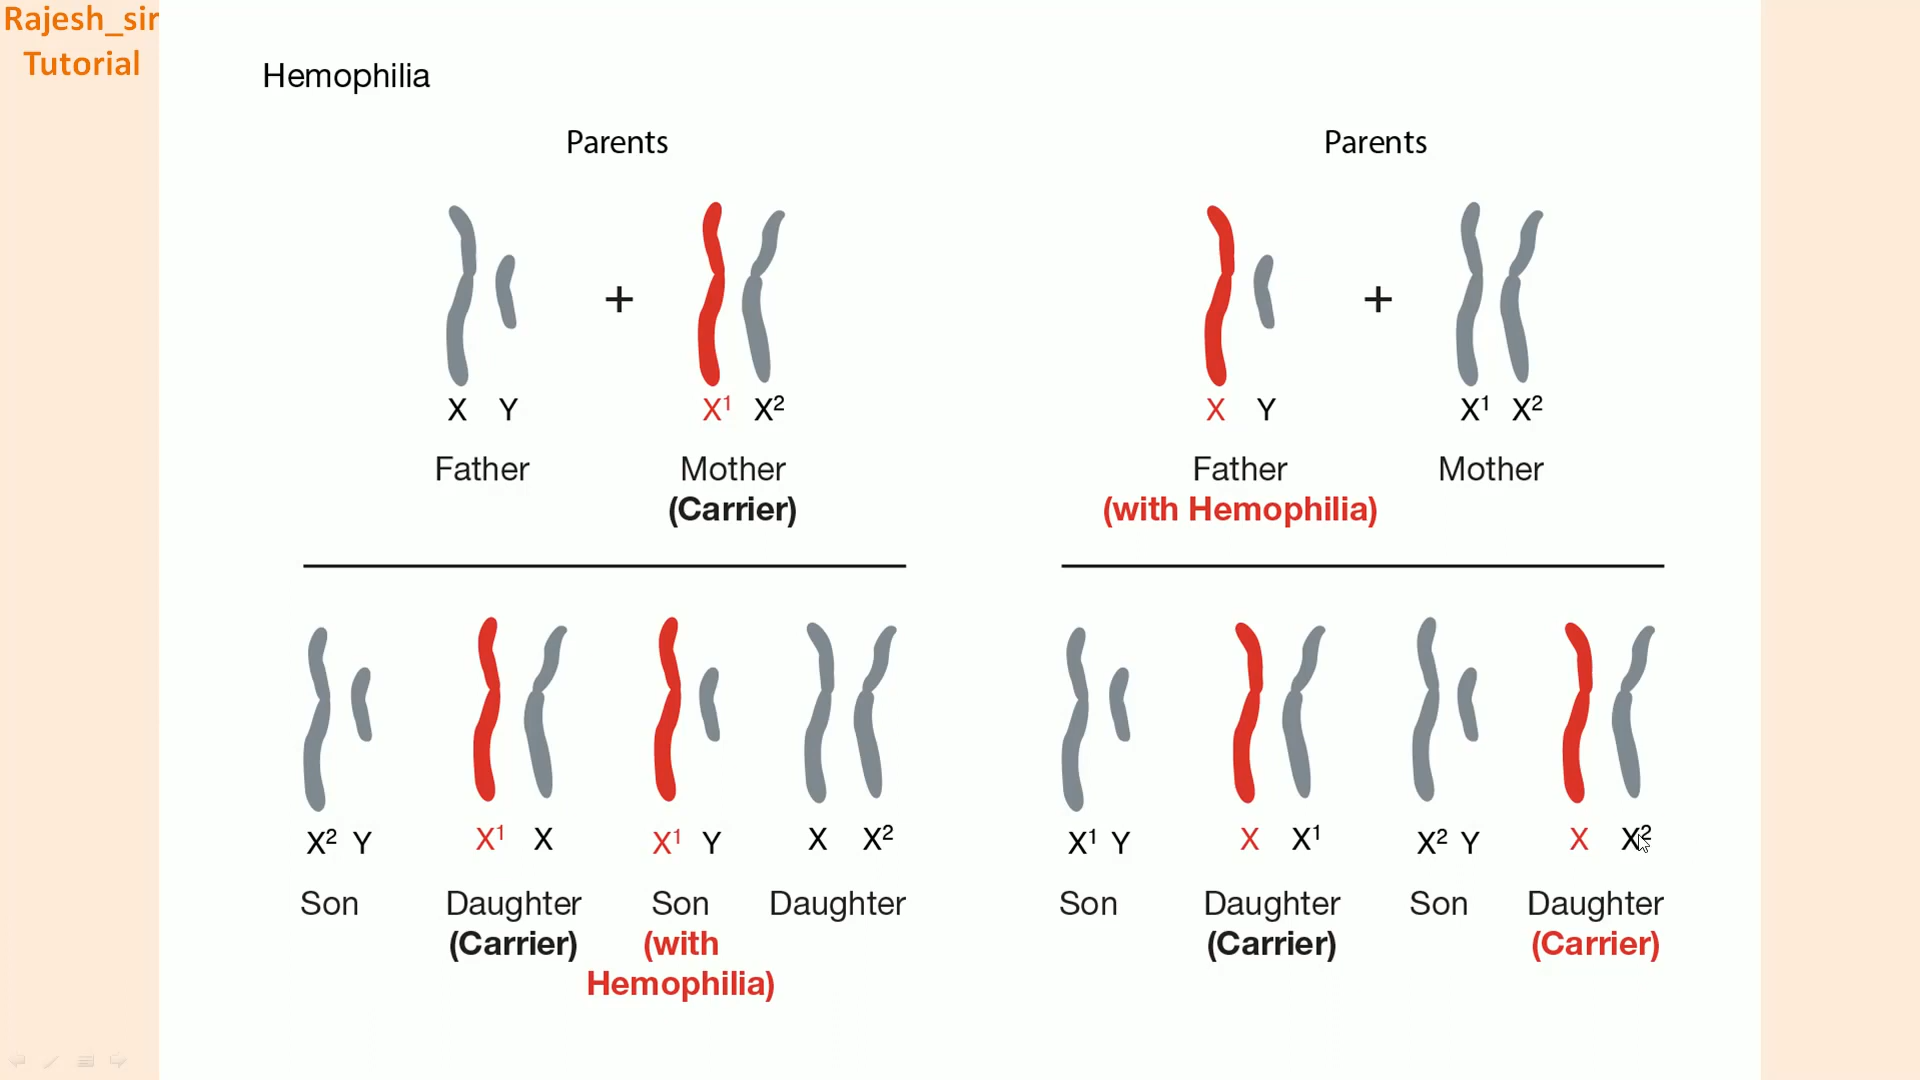 Rajesh_sir
Tutorial
Hemophilia
Parents
+
X Y X¹ X²
Father Mother
(Carrier)
X² Y X¹ X X¹ Y X X²
Son Daughter Son Daughter
(Carrier) (with
Hemophilia)
Parents
+
X Y X¹ X²
Father Mother
(with Hemophilia)
X¹ Y X X¹ X² Y X X²
Son Daughter Son Daughter
(Carrier) (Carrier)